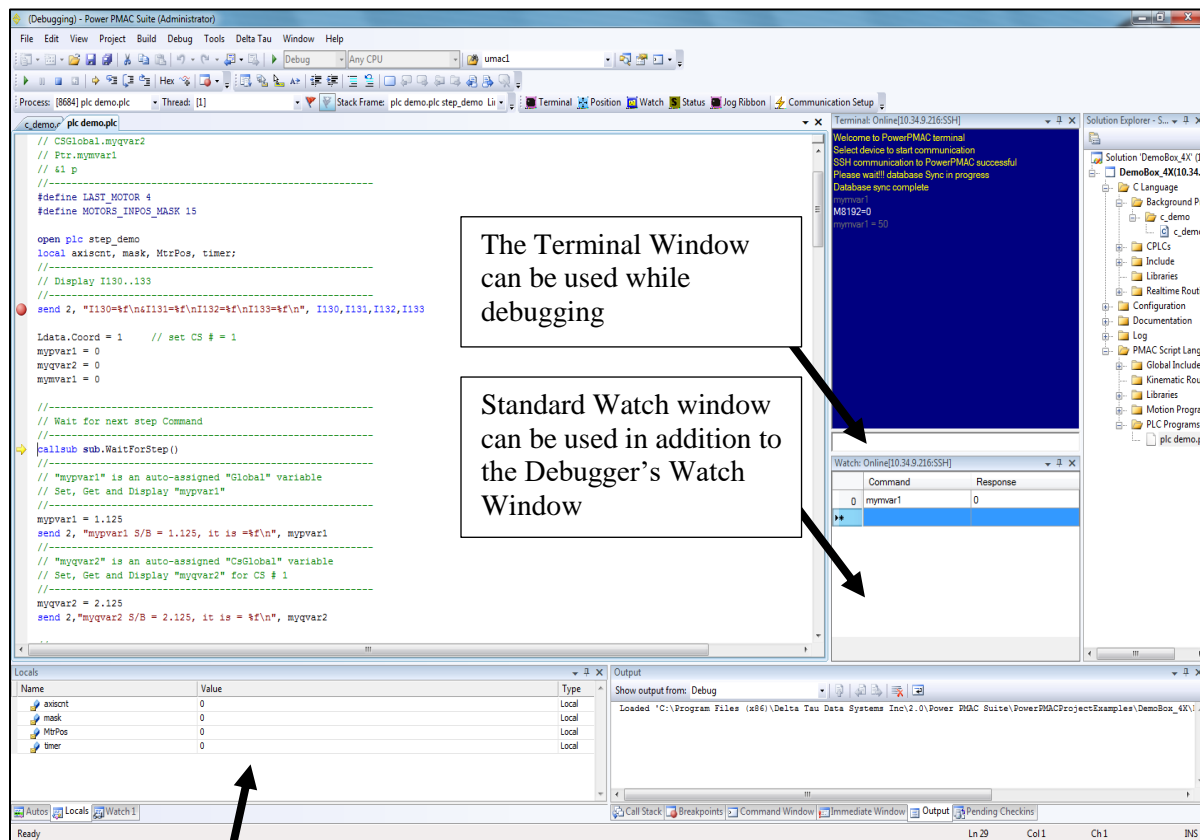 (Debugging) - Power PMAC Suite (Administrator)
File Edit View Project Build Debug Tools Delta Tau Window Help
Debug Any CPU umac1
Hex
Process: [8684] plc demo.plc Thread: [1] Stack Frame: plc demo.plc step_demo Terminal Position Watch Status Jog Ribbon Communication Setup
plc demo.plc
// CSGlobal.myqvar2
// Ptr.mymvar1
// &1 p
//--------------------------------------------------
#define LAST_MOTOR 4
#define MOTORS_INPOS_MASK 15
open plc step_demo
local axiscnt, mask, MtrPos, timer;
//--------------------------------------------------
// Display I130..133
//--------------------------------------------------
send 2, "I130=%f\n&I131=%f\nI132=%f\nI133=%f\n", I130,I131,I132,I133
Ldata.Coord = 1 // set CS # = 1
mypvar1 = 0
myqvar2 = 0
mymvar1 = 0
//--------------------------------------------------
// Wait for next step Command
//--------------------------------------------------
callsub sub.WaitForStep()
//--------------------------------------------------
// "mypvar1" is an auto-assigned "Global" variable
// Set, Get and Display "mypvar1"
//--------------------------------------------------
mypvar1 = 1.125
send 2, "mypvar1 S/B = 1.125, it is =%f\n", mypvar1
//--------------------------------------------------
// "myqvar2" is an auto-assigned "CsGlobal" variable
// Set, Get and Display "myqvar2" for CS # 1
//--------------------------------------------------
myqvar2 = 2.125
send 2,"myqvar2 S/B = 2.125, it is = %f\n", myqvar2
The Terminal Window
can be used while
debugging
Standard Watch window
can be used in addition to
the Debugger's Watch
Window
Terminal: Online[10.34.9.216:SSH]
Welcome to PowerPMAC terminal
Select device to start communication
SSH communication to PowerPMAC successful
Please wait!!! database Sync in progress
Database sync complete
mymvar1
M8192=0
mymvar1 = 50
Watch: Online[10.34.9.216:SSH]
Command Response
0 mymvar1 0
Solution Explorer - S...
Solution 'DemoBox_4X'
DemoBox_4X(10.34.
C Language
Background
c_demo
CPLCs
Include
Libraries
Realtime
Configuration
Documentation
Log
PMAC Script
Global Include
Kinematic
Libraries
Motion
PLC Programs
plc
Locals
Name Value Type
axiscnt 0 Local
mask 0 Local
MtrPos 0 Local
timer 0 Local
Autos Locals Watch 1
Output
Show output from: Debug
Loaded 'C:\Program Files (x86)\Delta Tau Data Systems Inc\2.0\Power PMAC Suite\PowerPMACProjectExamples\DemoBox_4X\
Call Stack Breakpoints Command Window Immediate Window Output Pending Checkins
Ready Ln 29 Col 1 Ch 1 INS